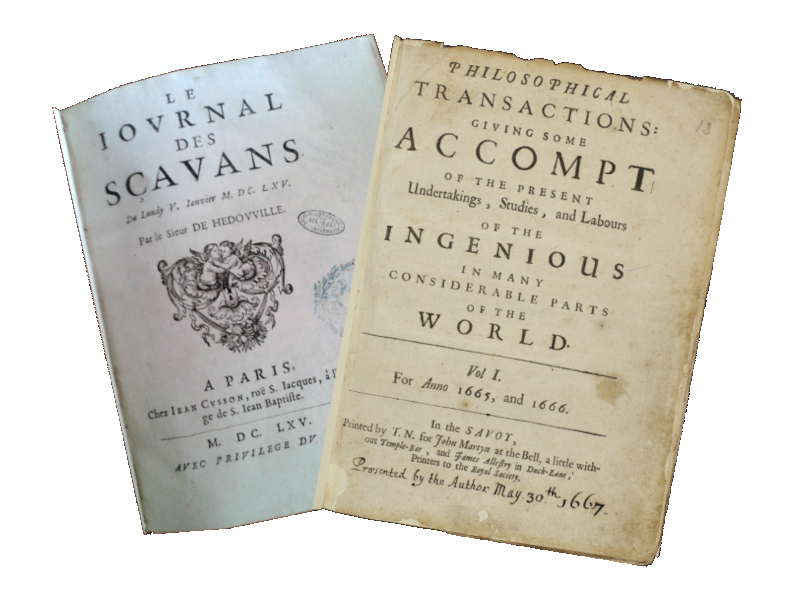 LE
IOVRNAL
DES
SCAVANS.
Du Lundy V. Ianvier M. DC. LXV.
Par le Sieur DE HEDOVVILLE.
A PARIS,
Chez IEAN CVSSON, ruë S. Iacques, à l'I
ge de S. Iean Baptiste.
M. DC. LXV.
AVEC PRIVILEGE DV
PHILOSOPHICAL
TRANSACTIONS:
GIVING SOME
ACCOMPT
OF THE PRESENT
Undertakings, Studies, and Labours
OF THE
INGENIOUS
IN MANY
CONSIDERABLE PARTS
OF THE
WORLD.
Vol I.
For Anno 1665, and 1666.
In the SAVOY,
Printed by T. N. for John Martyn at the Bell, a little with-
out Temple-Bar, and James Allestry in Duck-Lane,
Printers to the Royal Society.
Presented by the Author May. 30th 1667.
13